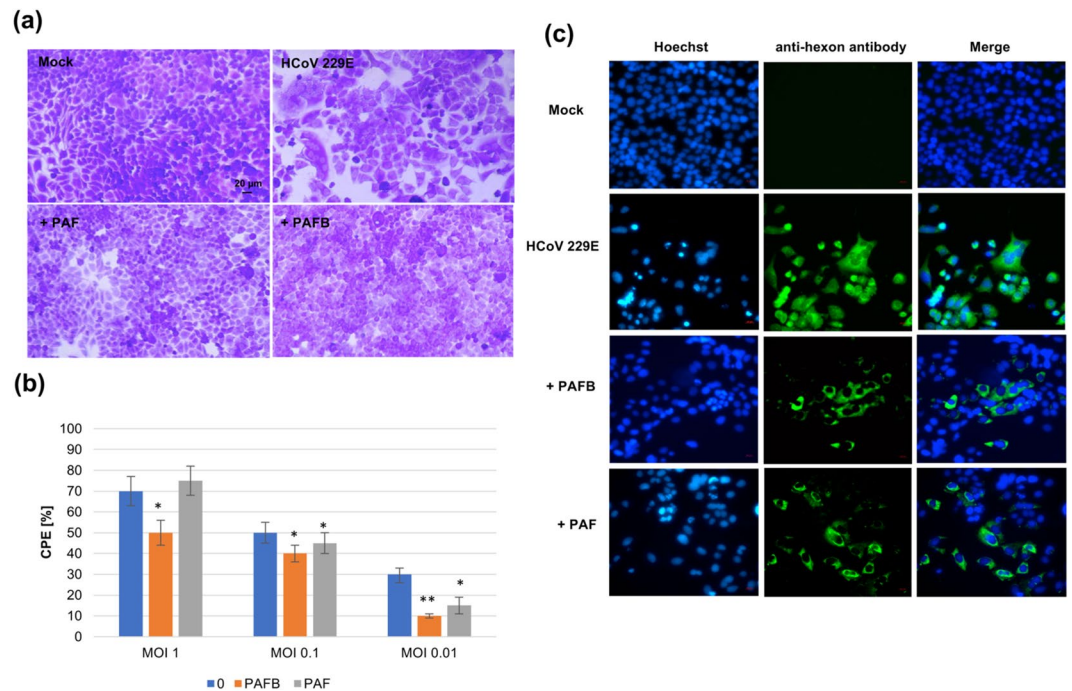 (a)
Mock
HCoV 229E
20 µm
+ PAF
+ PAFB
(b)
100
90
80
70
60
50
40
30
20
10
0
CPE [%]
*
* *
** *
MOI 1 MOI 0.1 MOI 0.01
0 PAFB PAF
(c)
Hoechst anti-hexon antibody Merge
Mock
HCoV 229E
+ PAFB
+ PAF